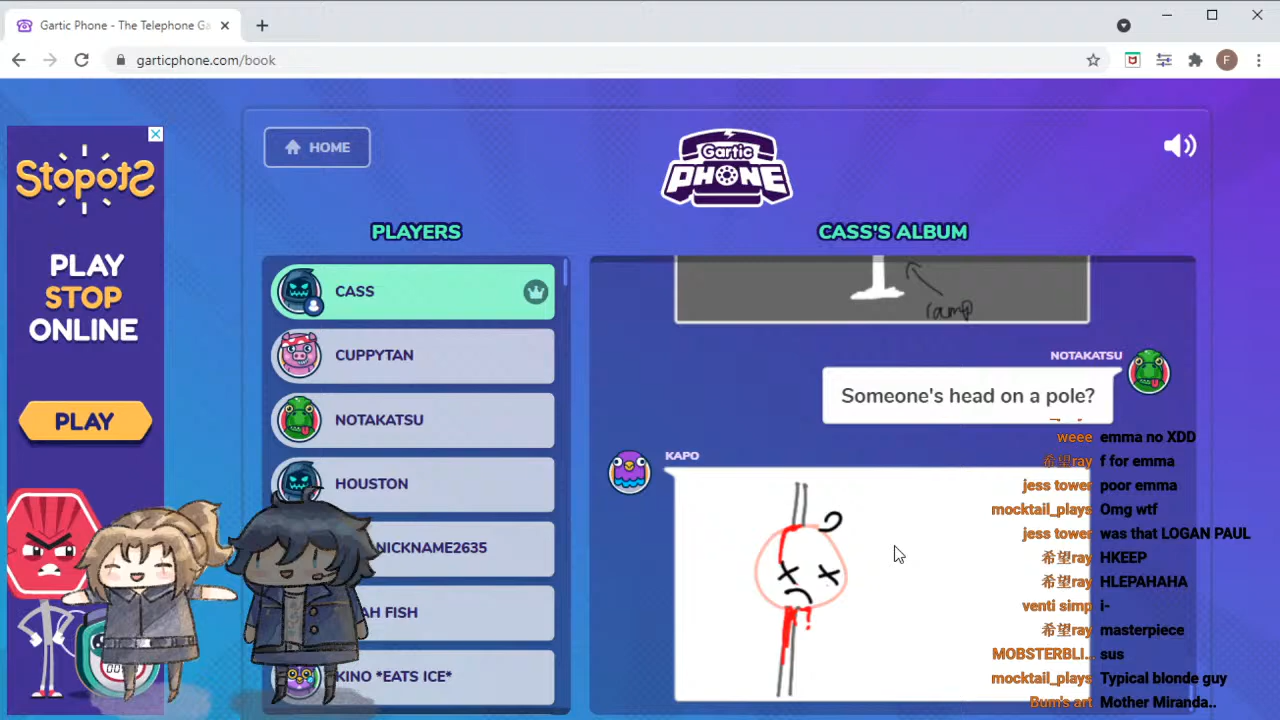 Gartic Phone - The Telephone Ga
garticphone.com/book
F
StopotS
PLAY
STOP
ONLINE
PLAY
HOME
Gartic
PHONE
PLAYERS
CASS
CUPPYTAN
NOTAKATSU
HOUSTON
NICKNAME2635
AH FISH
KINO *EATS ICE*
CASS'S ALBUM
ramp
NOTAKATSU
Someone's head on a pole?
KAPO
weee emma no XDD
希望ray f for emma
jess tower poor emma
mocktail_plays Omg wtf
jess tower was that LOGAN PAUL
希望ray HKEEP
希望ray HLEPAHAHA
venti simp i-
希望ray masterpiece
MOBSTERBLI... sus
mocktail_plays Typical blonde guy
Bum's art Mother Miranda..